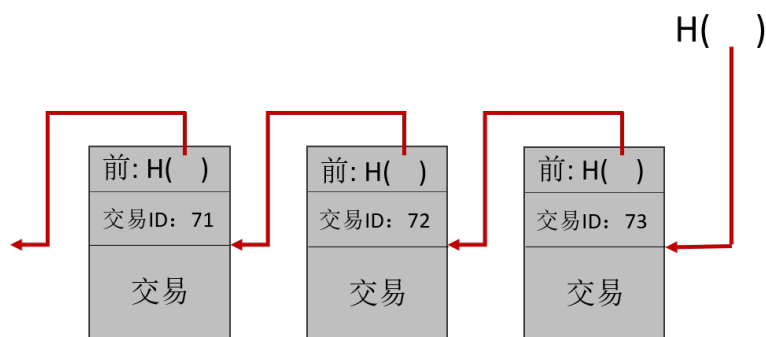 H( )
前: H( )
交易ID：71
交易
前: H( )
交易ID：72
交易
前: H( )
交易ID：73
交易